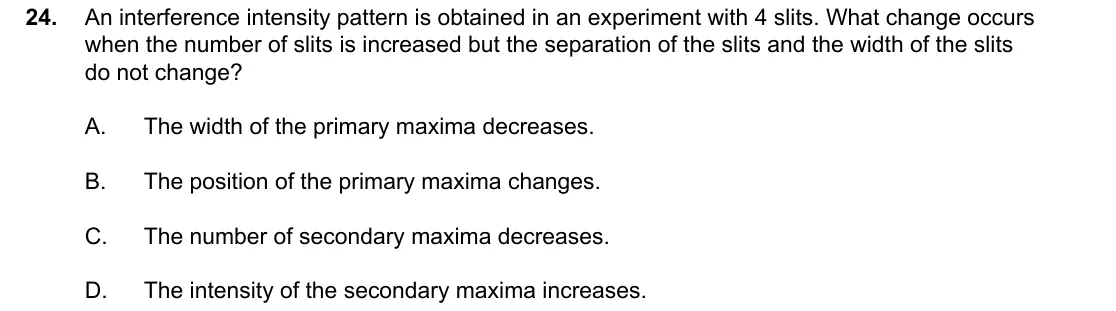 24. An interference intensity pattern is obtained in an experiment with 4 slits. What change occurs
when the number of slits is increased but the separation of the slits and the width of the slits
do not change?
A. The width of the primary maxima decreases.
B. The position of the primary maxima changes.
C. The number of secondary maxima decreases.
D. The intensity of the secondary maxima increases.